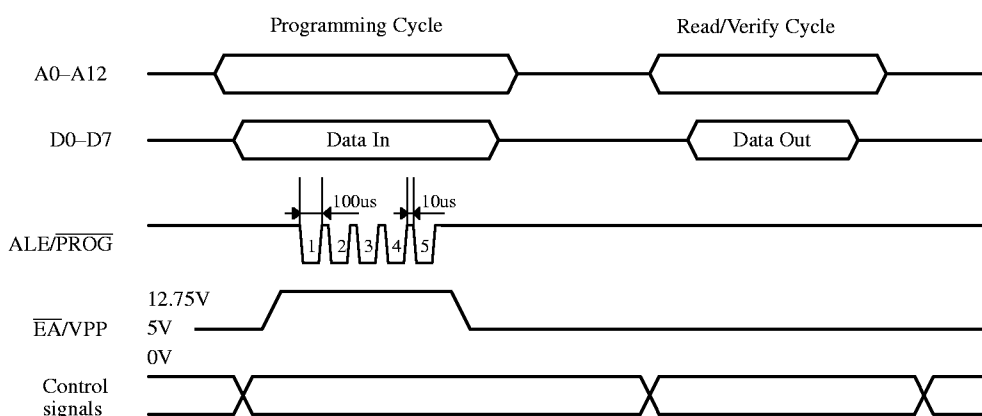 Programming Cycle
Read/Verify Cycle
A0–A12
D0–D7
Data In
Data Out
100us
10us
ALE/PROG
1
2
3
4
5
12.75V
EA/VPP
5V
0V
Control
signals